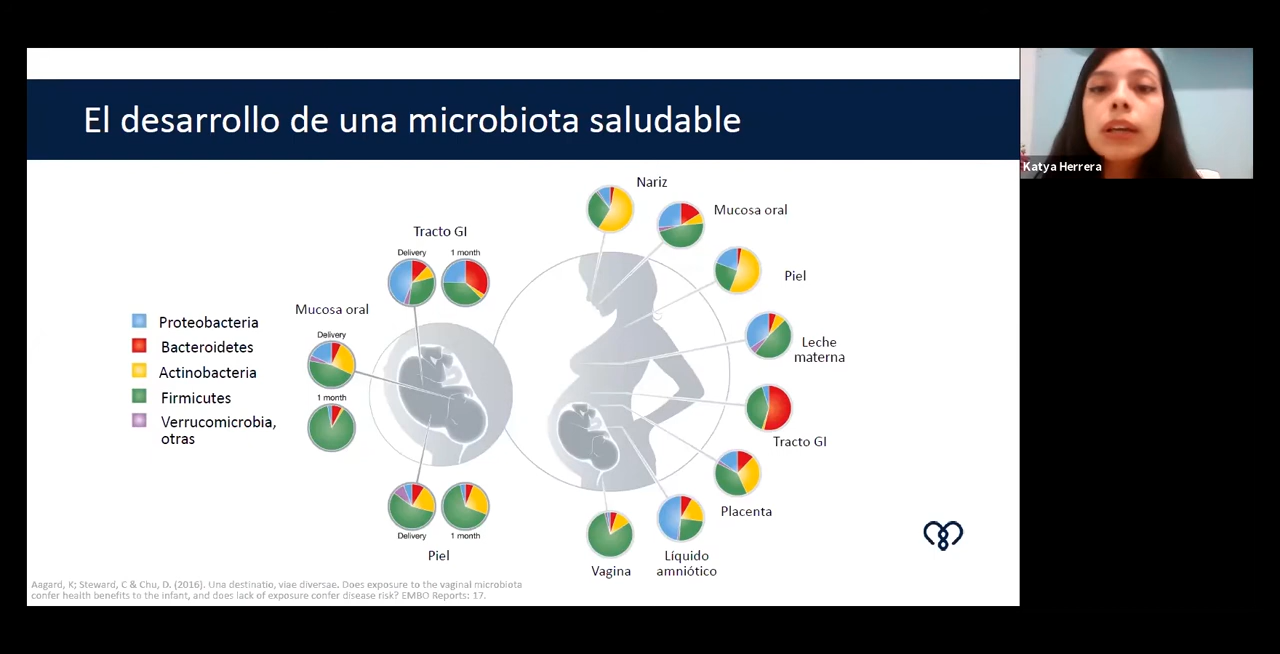 El desarrollo de una microbiota saludable
Katya Herrera
Nariz
Mucosa oral
Piel
Leche
materna
Tracto GI
Placenta
Líquido
amniótico
Vagina
Tracto GI
Delivery 1 month
Mucosa oral
Delivery
1 month
Delivery 1 month
Piel
Proteobacteria
Bacteroidetes
Actinobacteria
Firmicutes
Verrucomicrobia,
otras
Aagard, K; Steward, C & Chu, D. (2016). Una destinatio, viae diversae. Does exposure to the vaginal microbiota
confer health benefits to the infant, and does lack of exposure confer disease risk? EMBO Reports: 17.